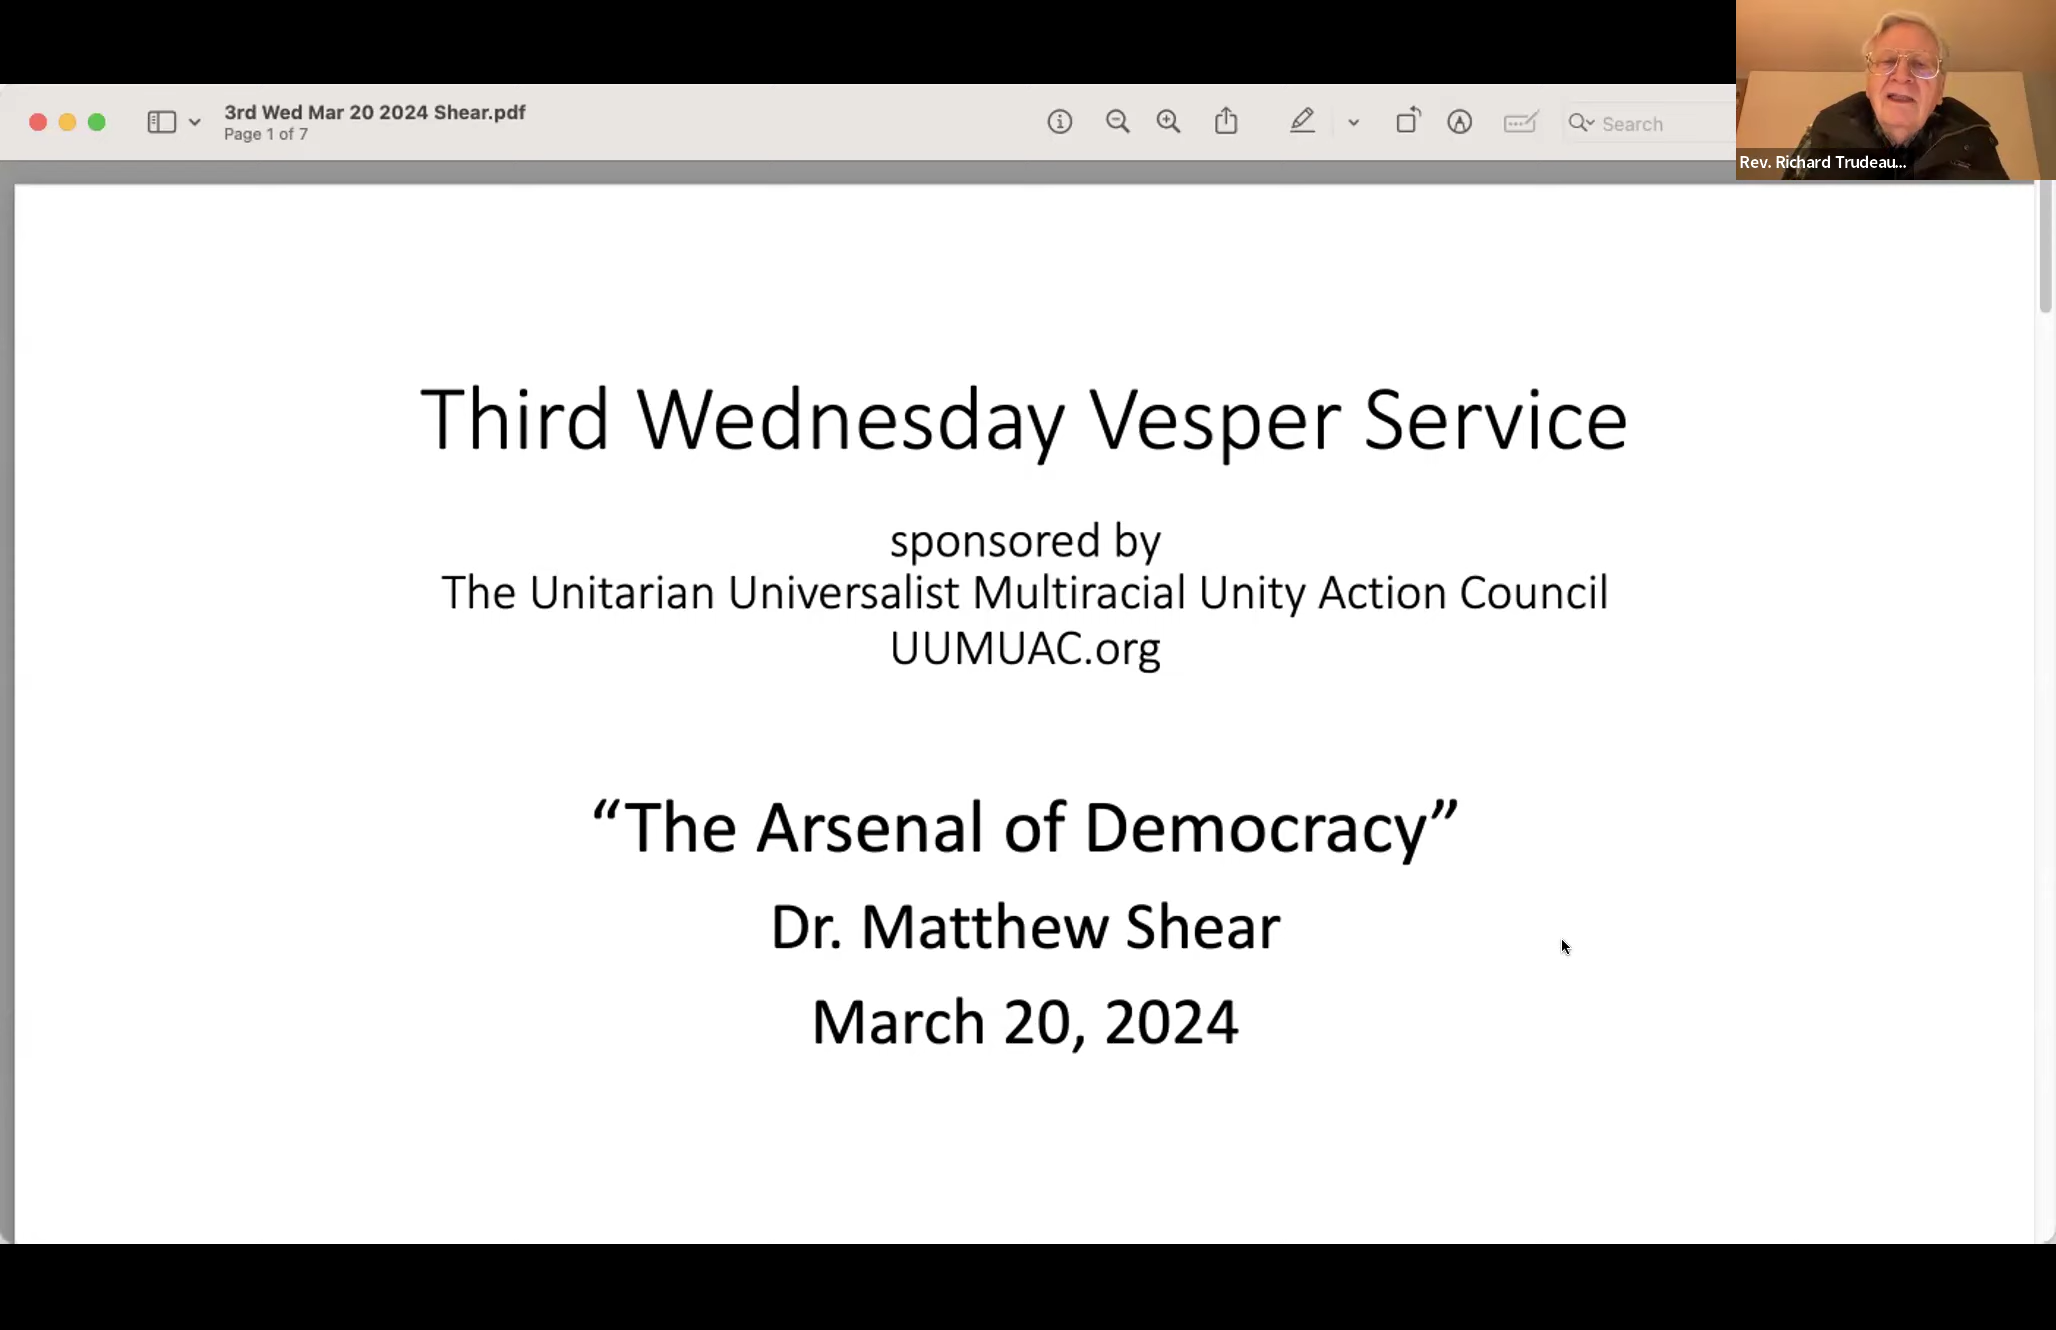 3rd Wed Mar 20 2024 Shear.pdf
Page 1 of 7
Search
Rev. Richard Trudeau...
Third Wednesday Vesper Service
sponsored by
The Unitarian Universalist Multiracial Unity Action Council
UUMUAC.org
“The Arsenal of Democracy”
Dr. Matthew Shear
March 20, 2024